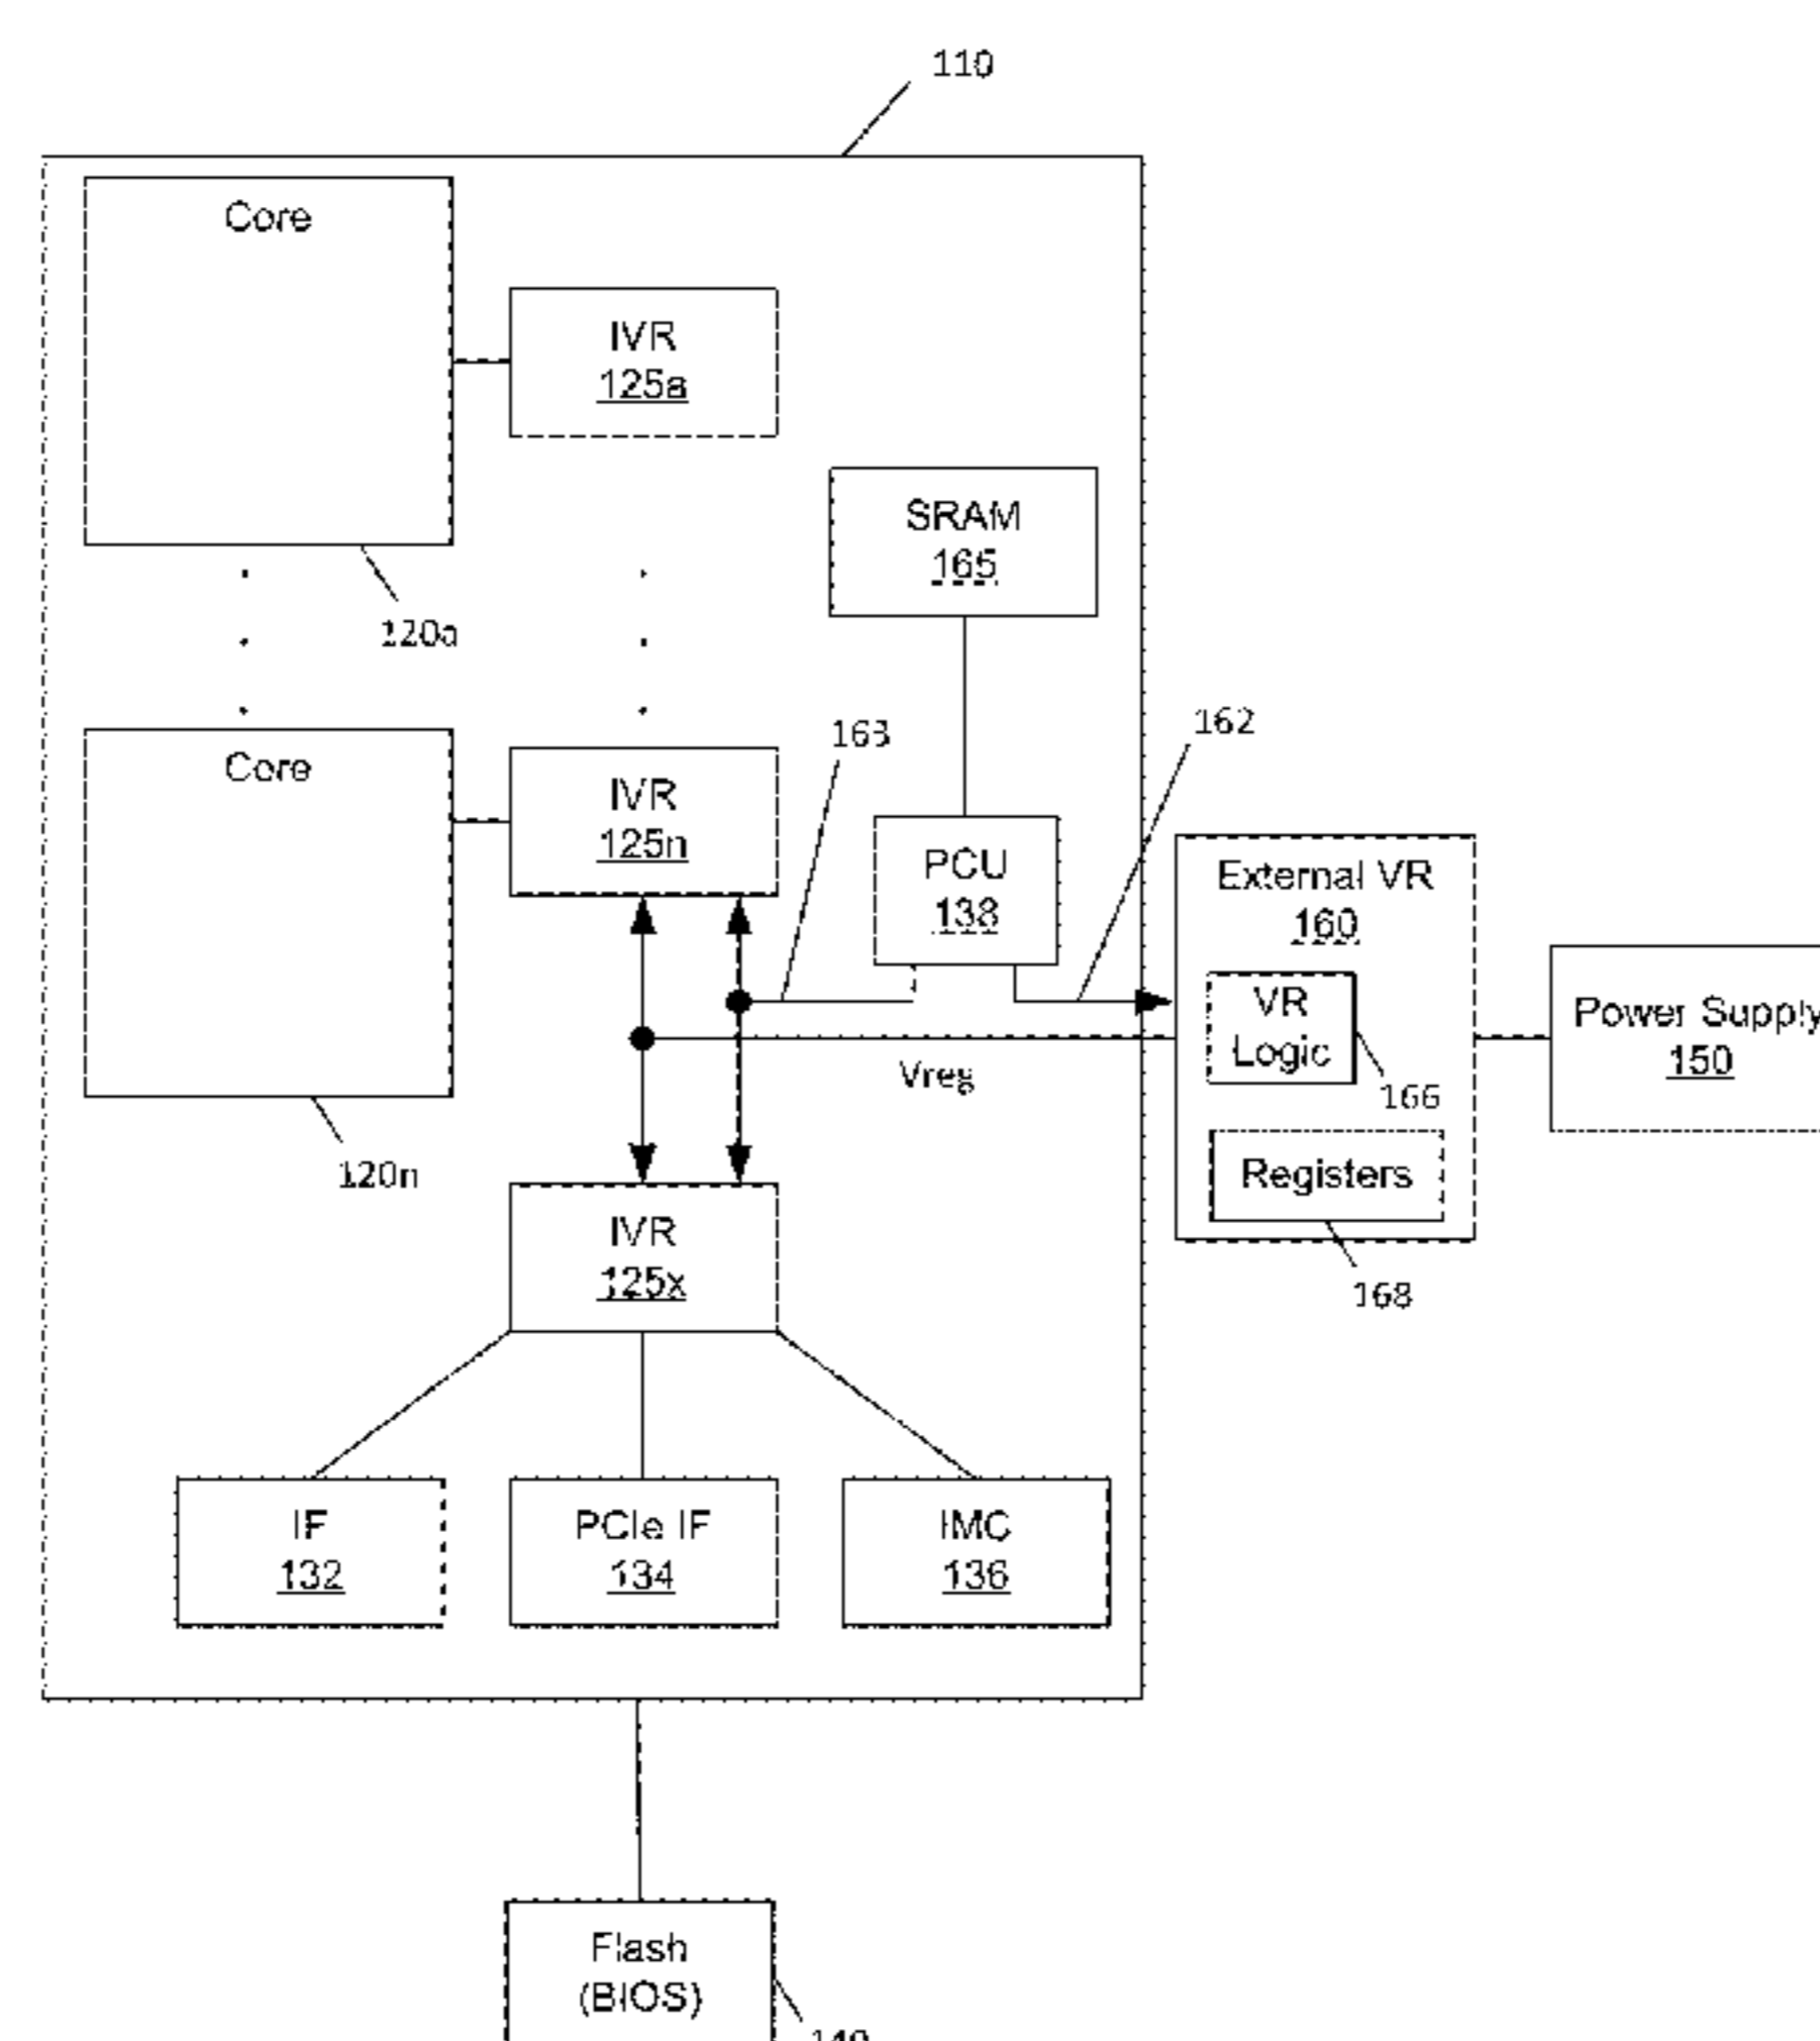 110
Core
IVR
125a
SRAM
165
120a
Core
IVR
125n
163
162
PCU
138
External VR
160
VR
Logic
166
Power Supply
150
Vreg
Registers
168
120n
IVR
125x
IF
132
PCIe IF
134
IMC
136
Flash
(BIOS)